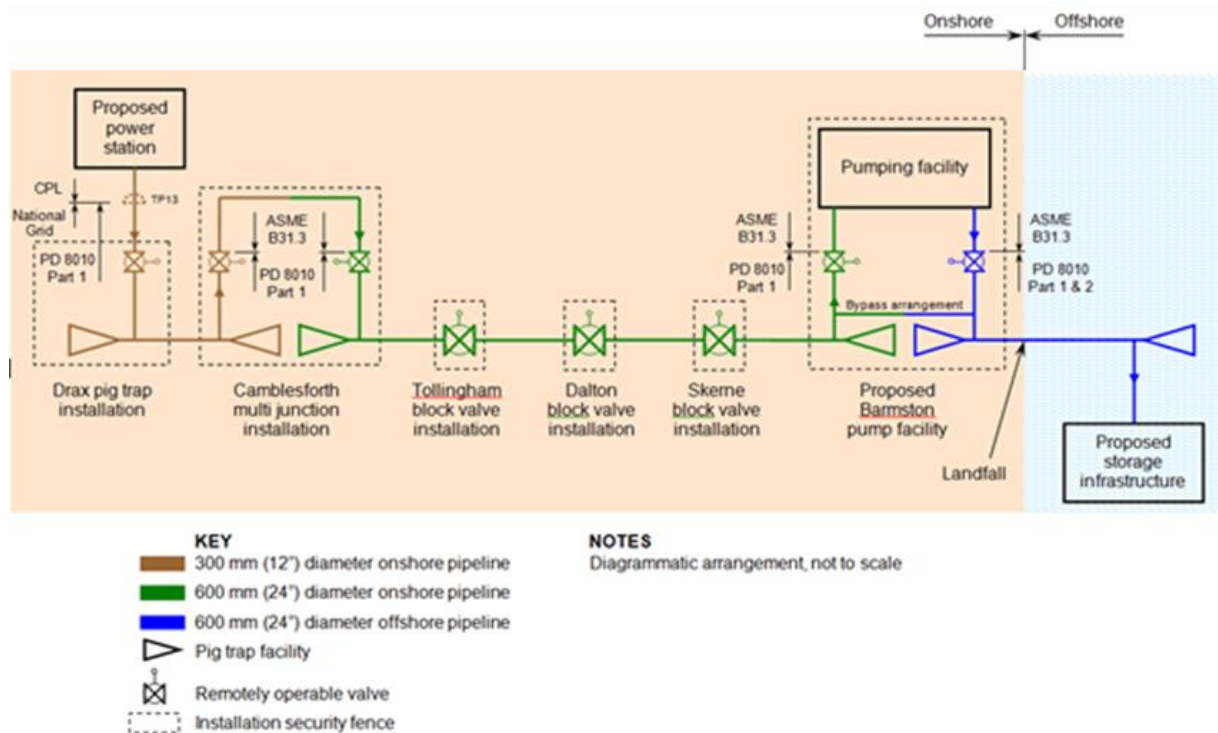 Onshore
Offshore
Proposed
power
station
CPL
National
Grid
TP13
PD 8010
Part 1
ASME
B31.3
PD 8010
Part 1
Pumping facility
ASME
B31.3
PD 8010
Part 1
ASME
B31.3
PD 8010
Part 1 & 2
Bypass arrangement
Drax pig trap
installation
Camblesforth
multi junction
installation
Tollingham
block valve
installation
Dalton
block valve
installation
Skerne
block valve
installation
Proposed
Barmston
pump facility
Landfall
Proposed
storage
infrastructure
KEY
300 mm (12") diameter onshore pipeline
600 mm (24") diameter onshore pipeline
600 mm (24") diameter offshore pipeline
Pig trap facility
Remotely operable valve
Installation security fence
NOTES
Diagrammatic arrangement, not to scale